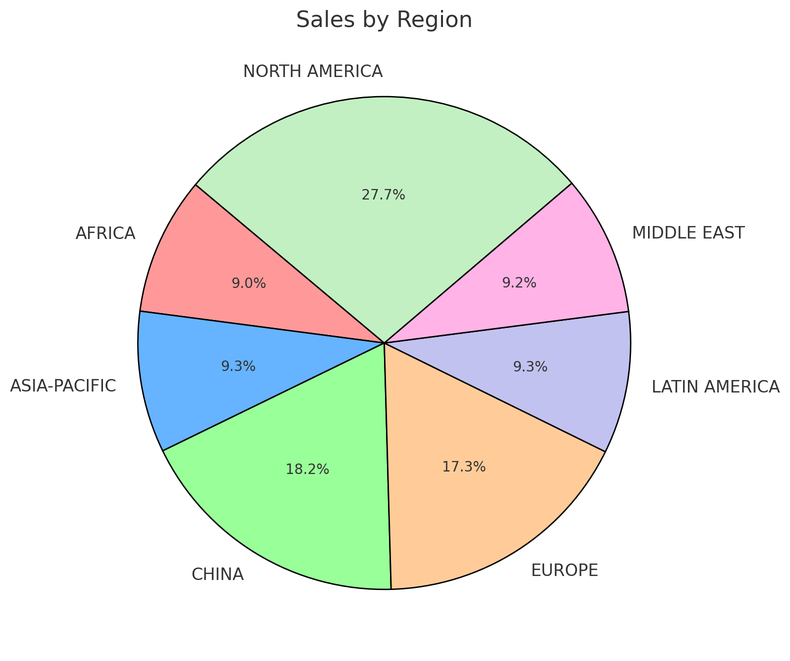 Sales by Region
NORTH AMERICA
27.7%
AFRICA
MIDDLE EAST
9.0%
9.2%
9.3%
9.3%
ASIA-PACIFIC
LATIN AMERICA
18.2%
17.3%
CHINA
EUROPE